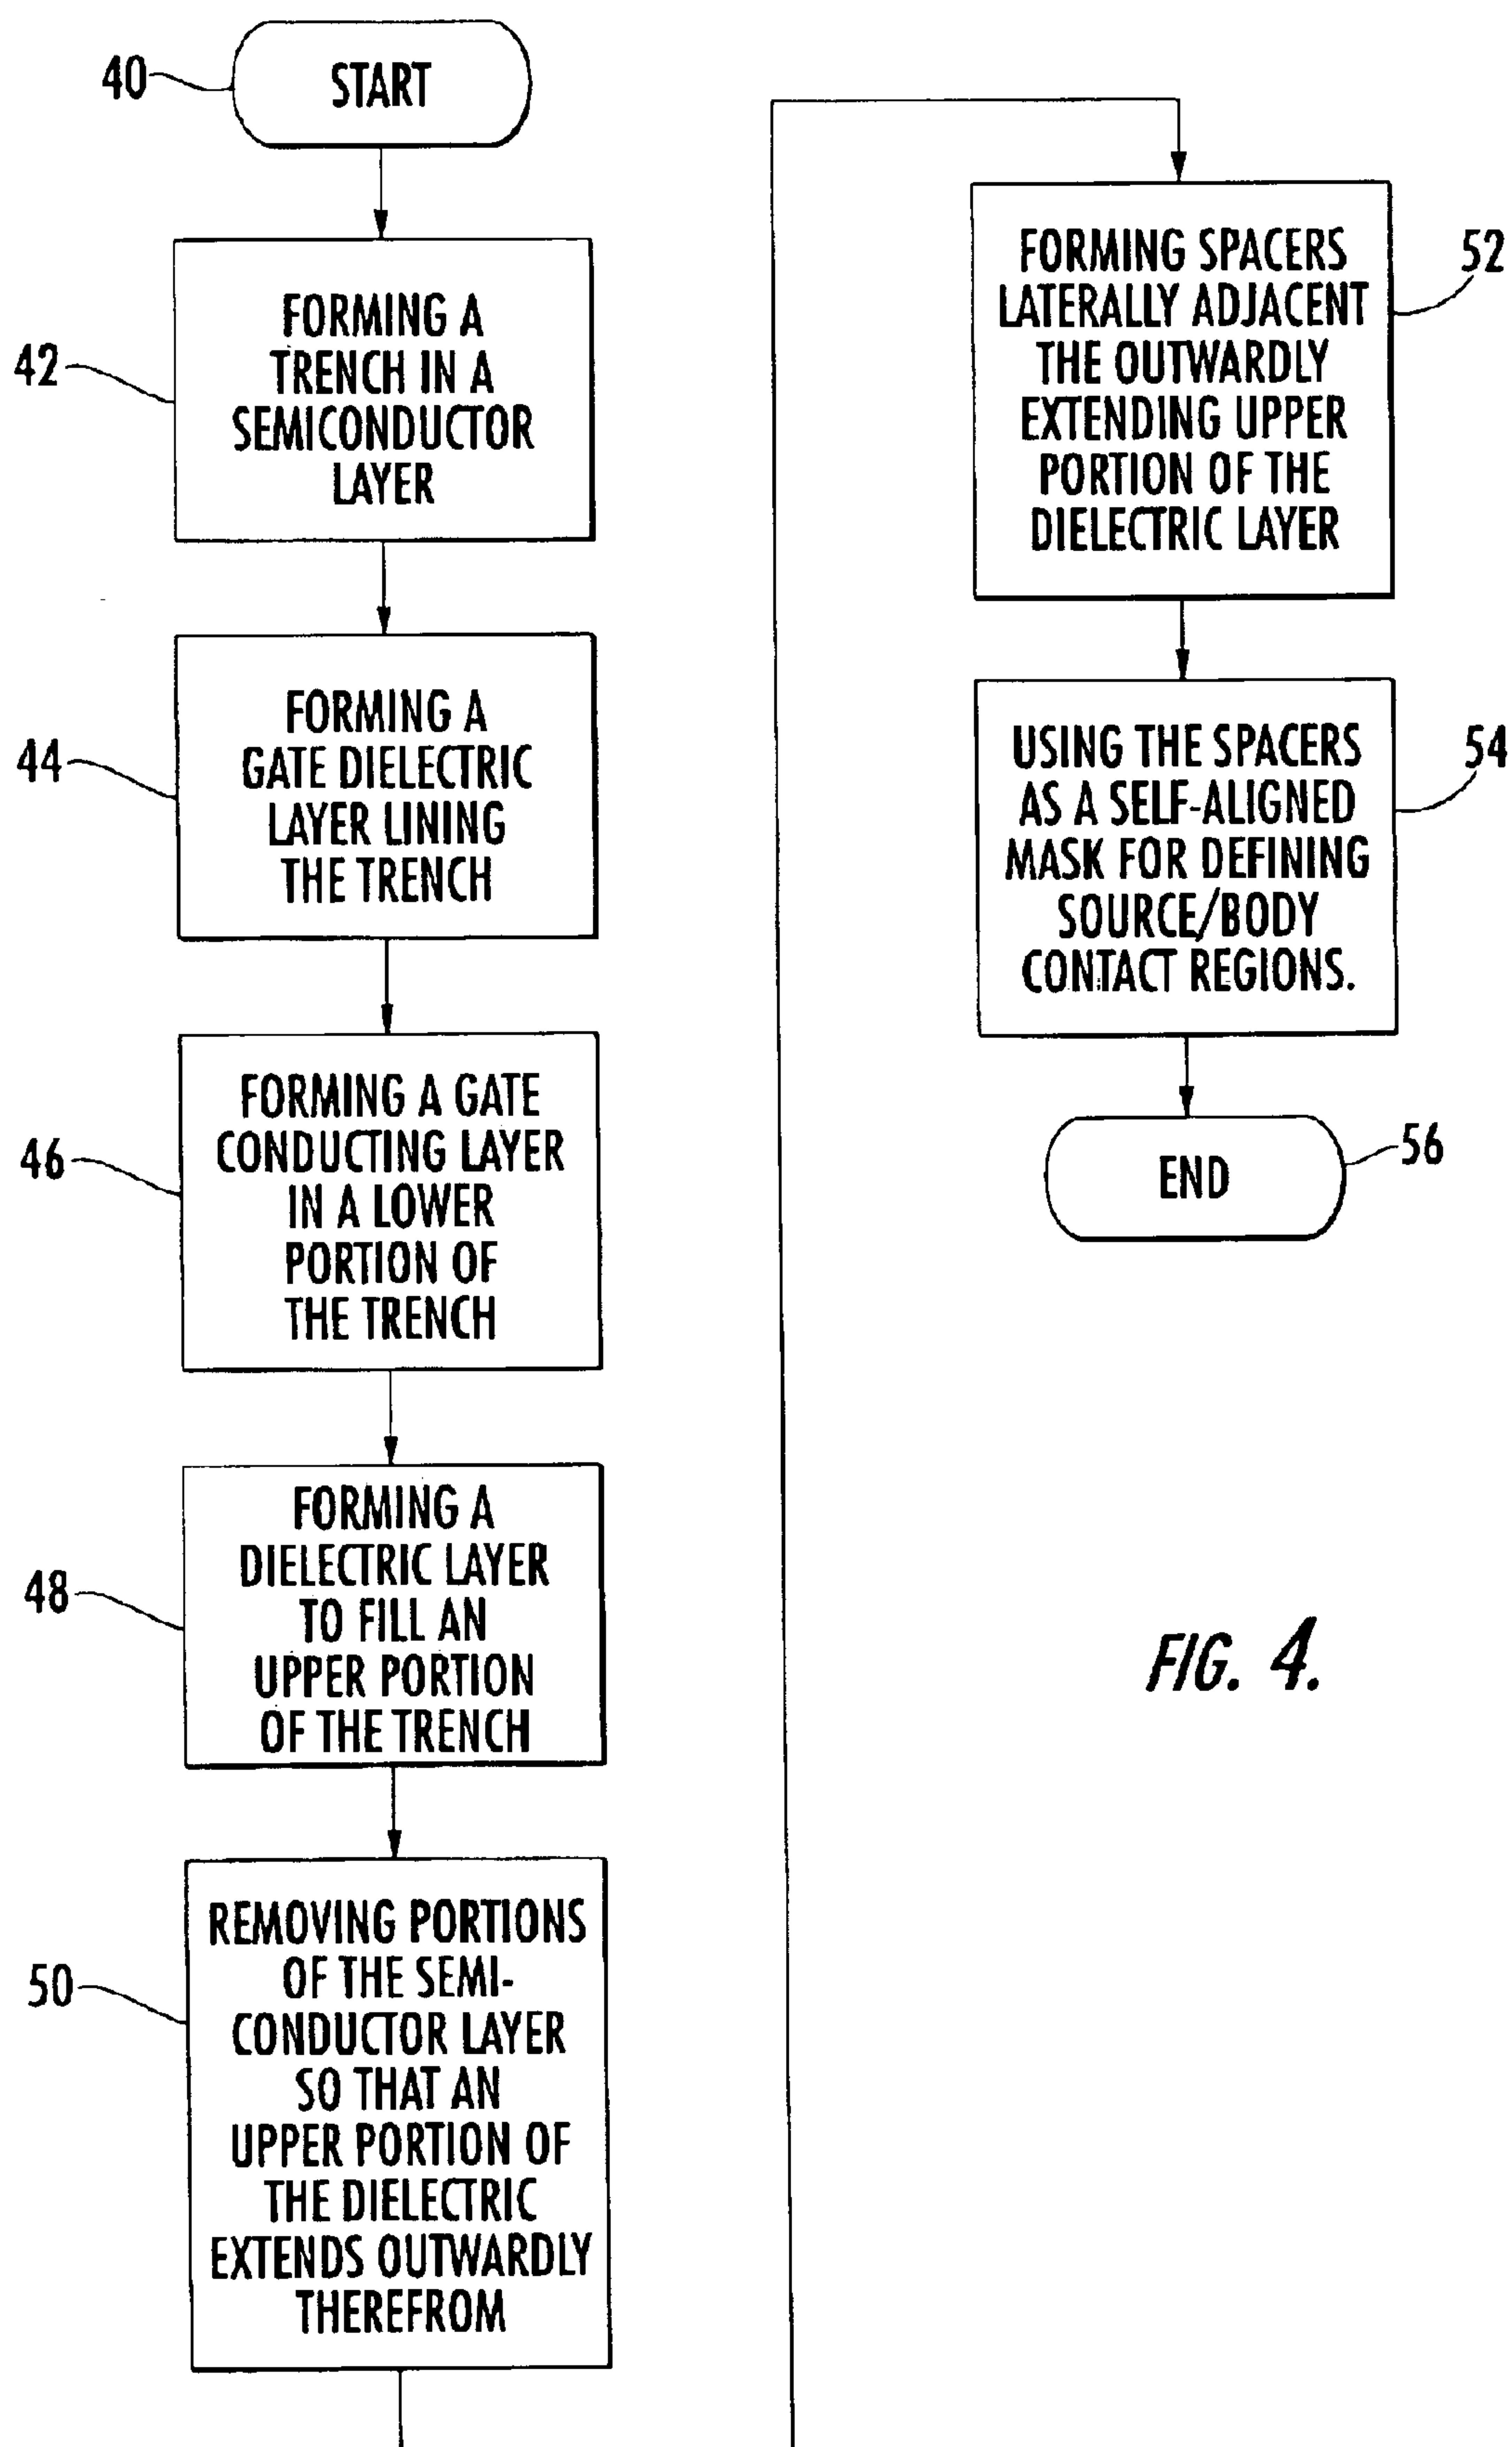 40
START
42
FORMING A
TRENCH IN A
SEMICONDUCTOR
LAYER
44
FORMING A
GATE DIELECTRIC
LAYER LINING
THE TRENCH
46
FORMING A GATE
CONDUCTING LAYER
IN A LOWER
PORTION OF
THE TRENCH
48
FORMING A
DIELECTRIC LAYER
TO FILL AN
UPPER PORTION
OF THE TRENCH
50
REMOVING PORTIONS
OF THE SEMI-
CONDUCTOR LAYER
SO THAT AN
UPPER PORTION OF
THE DIELECTRIC
EXTENDS OUTWARDLY
THEREFROM
52
FORMING SPACERS
LATERALLY ADJACENT
THE OUTWARDLY
EXTENDING UPPER
PORTION OF THE
DIELECTRIC LAYER
54
USING THE SPACERS
AS A SELF-ALIGNED
MASK FOR DEFINING
SOURCE/BODY
CONTACT REGIONS.
56
END
FIG. 4.